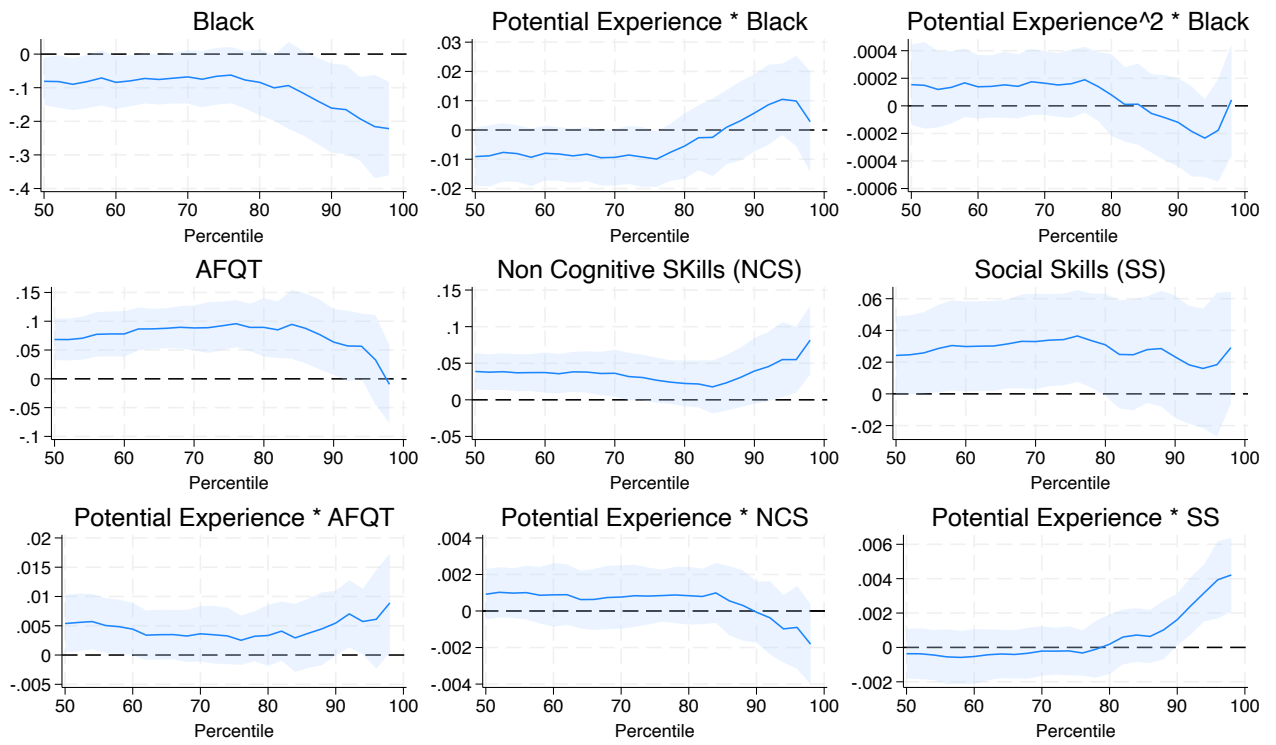 Black
0
-.1
-.2
-.3
-.4
50 60 70 80 90 100
Percentile
Potential Experience * Black
.03
.02
.01
0
-.01
-.02
50 60 70 80 90 100
Percentile
Potential Experience^2 * Black
.0004
.0002
0
-.0002
-.0004
-.0006
50 60 70 80 90 100
Percentile
AFQT
.15
.1
.05
0
-.05
-.1
50 60 70 80 90 100
Percentile
Non Cognitive SKills (NCS)
.15
.1
.05
0
-.05
50 60 70 80 90 100
Percentile
Social Skills (SS)
.06
.04
.02
0
-.02
50 60 70 80 90 100
Percentile
Potential Experience * AFQT
.02
.015
.01
.005
0
-.005
50 60 70 80 90 100
Percentile
Potential Experience * NCS
.004
.002
0
-.002
-.004
50 60 70 80 90 100
Percentile
Potential Experience * SS
.006
.004
.002
0
-.002
50 60 70 80 90 100
Percentile